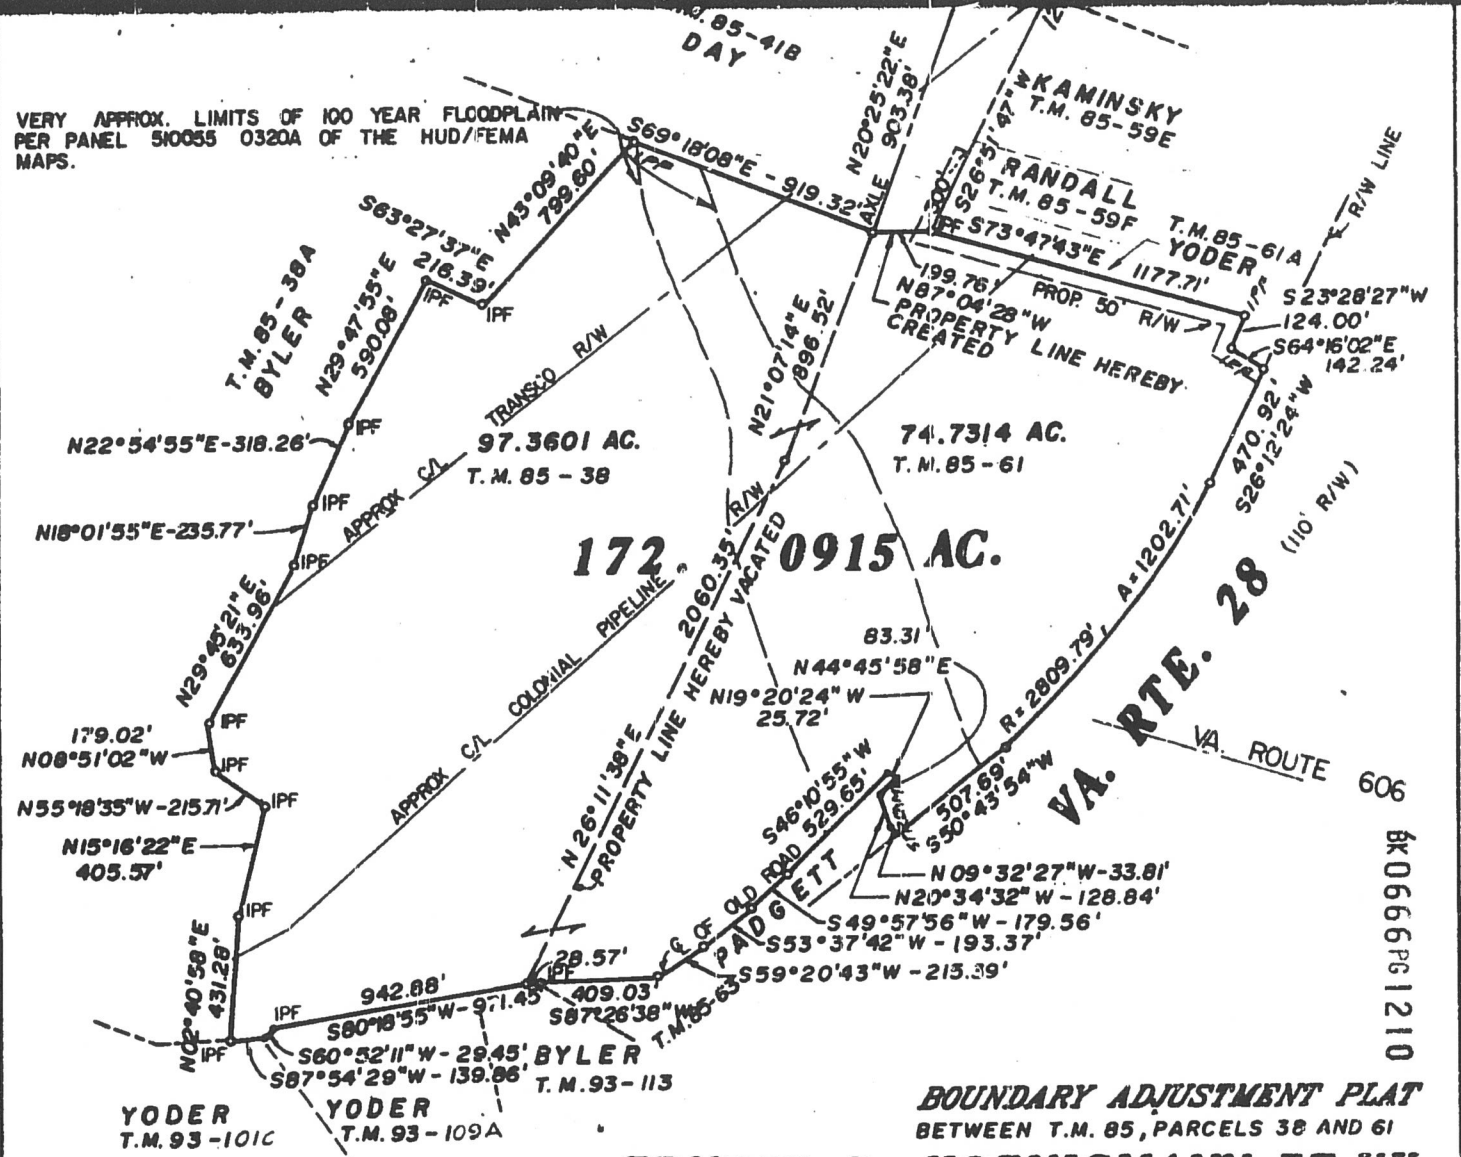 85-41B
DAY
VERY APPROX. LIMITS OF 100 YEAR FLOODPLAIN
PER PANEL 510055 0320A OF THE HUD/FEMA
MAPS.
N20°25'22"E
903.38'
KAMINSKY
T.M. 85-59E
S26°51'47"W
RANDALL
T.M. 85-59F
R/W LINE
S69°18'08"E - 919.32'
IPF
AXLE
IPF
N43°09'40"E
799.60'
S63°27'37"E
216.39'
IPF
IPF
T.M. 85-38A
BYLER
N29°47'55"E
590.08'
S73°47'43"E 1177.71'
T.M. 85-61A
YODER
IPF
S23°28'27"W
124.00'
S64°16'02"E
142.24'
199.76'
N87°04'28"W
PROPERTY LINE HEREBY
CREATED
PROP. 50' R/W
N21°07'14"E
896.52'
TRANSCO R/W
APPROX C/L
IPF
N22°54'55"E-318.26'
97.3601 AC.
T.M. 85-38
74.7314 AC.
T.M. 85-61
470.92'
S26°12'24"W
IPF
N18°01'55"E-235.77'
IPF
R/W
172.0915 AC.
A=1202.71'
R=2809.79'
VA. RTE. 28 (110' R/W)
N29°45'21"E
633.96'
APPROX C/L COLONIAL PIPELINE
2060.35'
N26°11'38"E
PROPERTY LINE HEREBY VACATED
83.31'
N44°45'58"E
N19°20'24"W
25.72'
179.02'
N08°51'02"W
IPF
IPF
N55°18'35"W-215.71'
IPF
N15°16'22"E
405.57'
IPF
VA. ROUTE 606
S46°10'55"W
529.65'
507.69'
S50°43'54"W
N09°32'27"W-33.81'
N20°34'32"W-128.84'
S49°57'56"W-179.56'
S53°37'42"W-193.37'
S59°20'43"W-215.39'
C/L OF OLD ROAD
PADGETT
T.M. 85-63
N02°40'58"E
431.28'
942.88'
S80°18'55"W-971.45'
28.57'
IPF
409.03'
S87°26'38"W
IPF
IPF
S60°52'11"W-29.45'
S87°54'29"W-139.86'
BYLER
T.M. 93-113
YODER
T.M. 93-101C
YODER
T.M. 93-109A
BK0666PG1210
BOUNDARY ADJUSTMENT PLAT
BETWEEN T.M. 85, PARCELS 38 AND 61